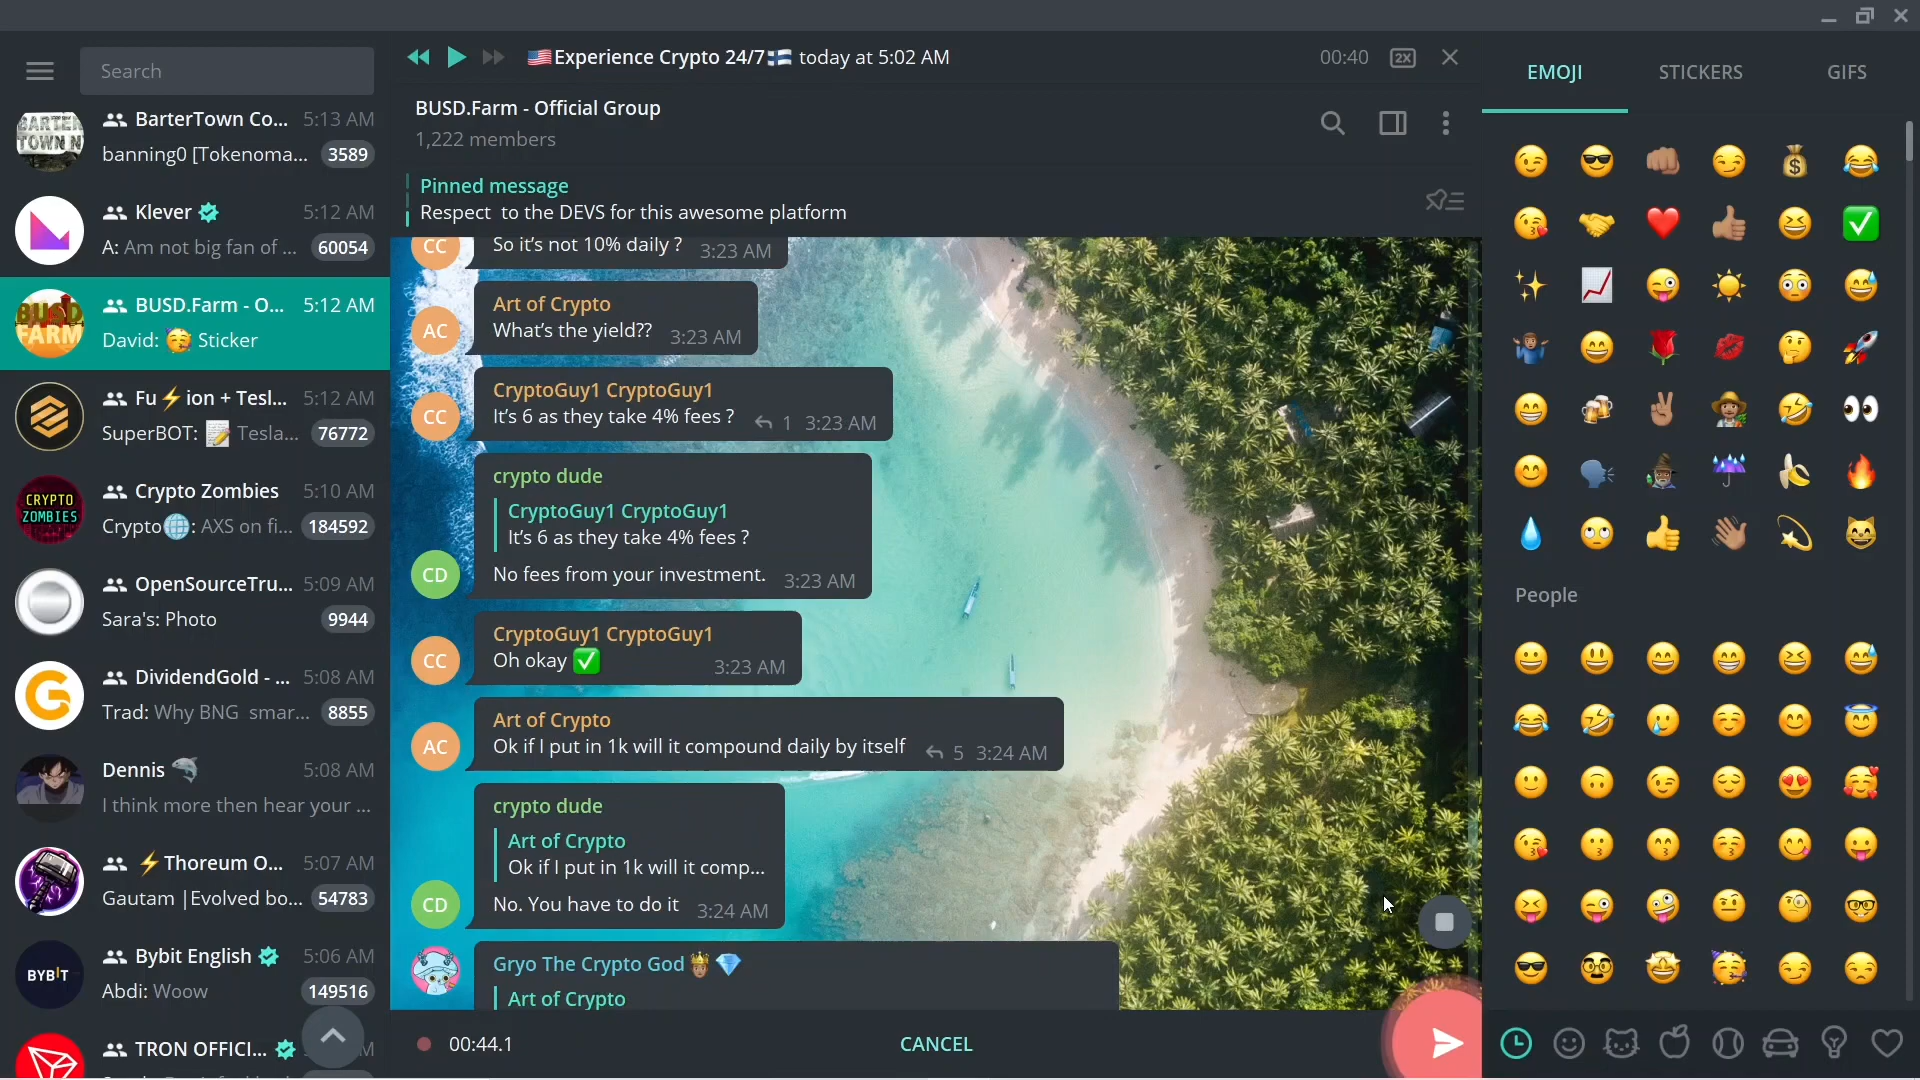 Search
BarterTown Co... 5:13 AM
banning0 [Tokenoma... 3589
Klever 5:12 AM
A: Am not big fan of ... 60054
BUSD.Farm - O... 5:12 AM
David: 🥳 Sticker
Fu⚡ion + Tesl... 5:12 AM
SuperBOT: 📝 Tesla... 76772
CRYPTO
ZOMBIES
Crypto Zombies 5:10 AM
Crypto🌐: AXS on fi... 184592
OpenSourceTru... 5:09 AM
Sara's: Photo 9944
DividendGold - ... 5:08 AM
Trad: Why BNG smar... 8855
Dennis 🦈 5:08 AM
I think more then hear your ...
⚡Thoreum O... 5:07 AM
Gautam |Evolved bo... 54783
BYBIT
Bybit English 5:06 AM
Abdi: Woow 149516
TRON OFFICI...
🇺🇸Experience Crypto 24/7🇫🇮 today at 5:02 AM 00:40 2X
BUSD.Farm - Official Group
1,222 members
Pinned message
Respect to the DEVS for this awesome platform
CC
So it's not 10% daily ? 3:23 AM
Art of Crypto
AC
What's the yield?? 3:23 AM
CryptoGuy1 CryptoGuy1
CC
It's 6 as they take 4% fees ? 1 3:23 AM
crypto dude
CryptoGuy1 CryptoGuy1
It's 6 as they take 4% fees ?
CD
No fees from your investment. 3:23 AM
CryptoGuy1 CryptoGuy1
CC
Oh okay ✅ 3:23 AM
Art of Crypto
AC
Ok if I put in 1k will it compound daily by itself 5 3:24 AM
crypto dude
Art of Crypto
Ok if I put in 1k will it comp...
CD
No. You have to do it 3:24 AM
Gryo The Crypto God🤴🏽💎
Art of Crypto
00:44.1 CANCEL
EMOJI STICKERS GIFS
People